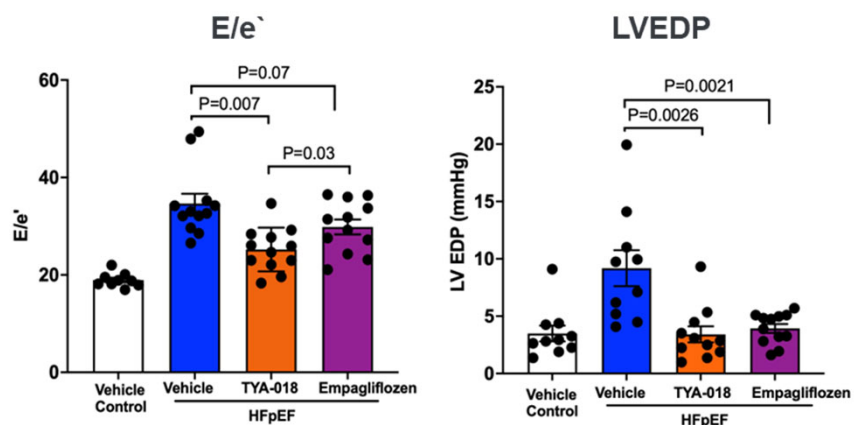 E/e`
LVEDP
P=0.07
P=0.007
P=0.03
60
40
20
0
E/e'
Vehicle
Control
Vehicle
TYA-018
Empagliflozen
HFpEF
P=0.0021
P=0.0026
25
20
15
10
5
0
LV EDP (mmHg)
Vehicle
Control
Vehicle
TYA-018
Empagliflozen
HFpEF